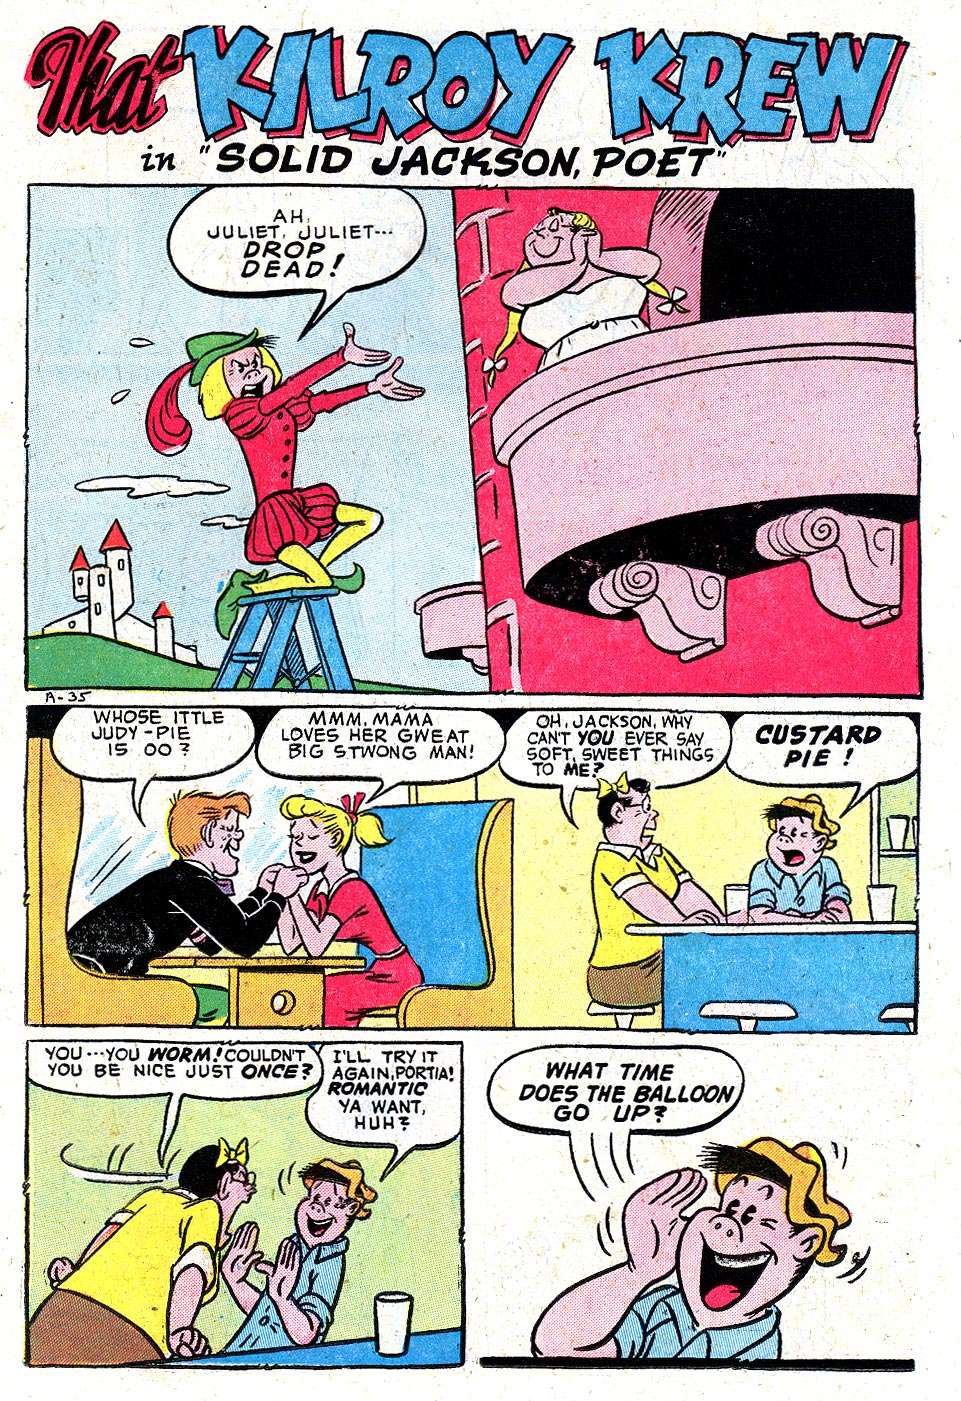 That KILROY KREW
in "SOLID JACKSON, POET"
AH,
JULIET, JULIET---
DROP
DEAD!
A-35
WHOSE ITTLE
JUDY-PIE
IS OO?
MMM, MAMA
LOVES HER GWEAT
BIG STWONG MAN!
OH, JACKSON, WHY
CAN'T YOU EVER SAY
SOFT, SWEET THINGS
TO ME?
CUSTARD
PIE!
YOU---YOU WORM! COULDN'T
YOU BE NICE JUST ONCE?
I'LL TRY IT
AGAIN, PORTIA!
ROMANTIC
YA WANT,
HUH?
WHAT TIME
DOES THE BALLOON
GO UP?